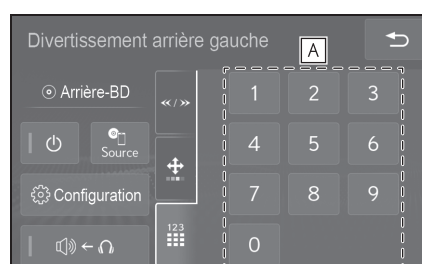 Divertissement arrière gauche
A
Arrière-BD
1 2 3
Source
4 5 6
Configuration
7 8 9
123
0